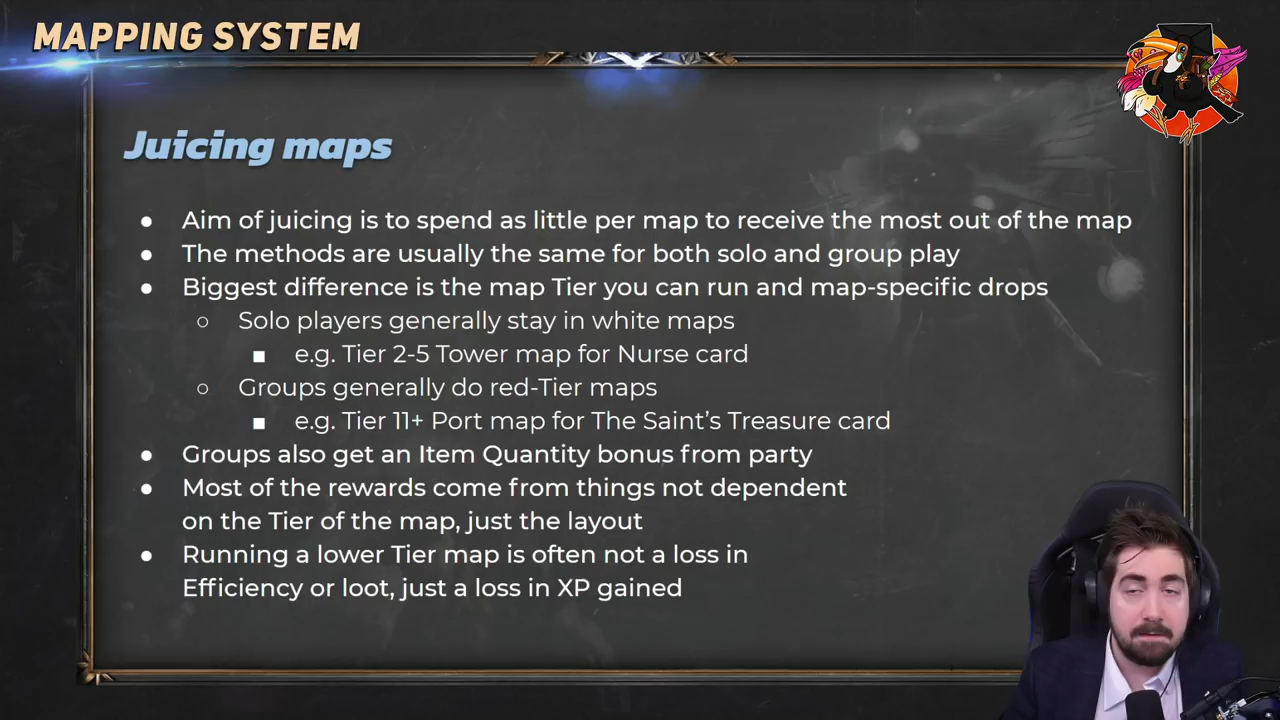 MAPPING SYSTEM
Juicing maps
● Aim of juicing is to spend as little per map to receive the most out of the map
● The methods are usually the same for both solo and group play
● Biggest difference is the map Tier you can run and map-specific drops
○ Solo players generally stay in white maps
■ e.g. Tier 2-5 Tower map for Nurse card
○ Groups generally do red-Tier maps
■ e.g. Tier 11+ Port map for The Saint's Treasure card
● Groups also get an Item Quantity bonus from party
● Most of the rewards come from things not dependent
on the Tier of the map, just the layout
● Running a lower Tier map is often not a loss in
Efficiency or loot, just a loss in XP gained